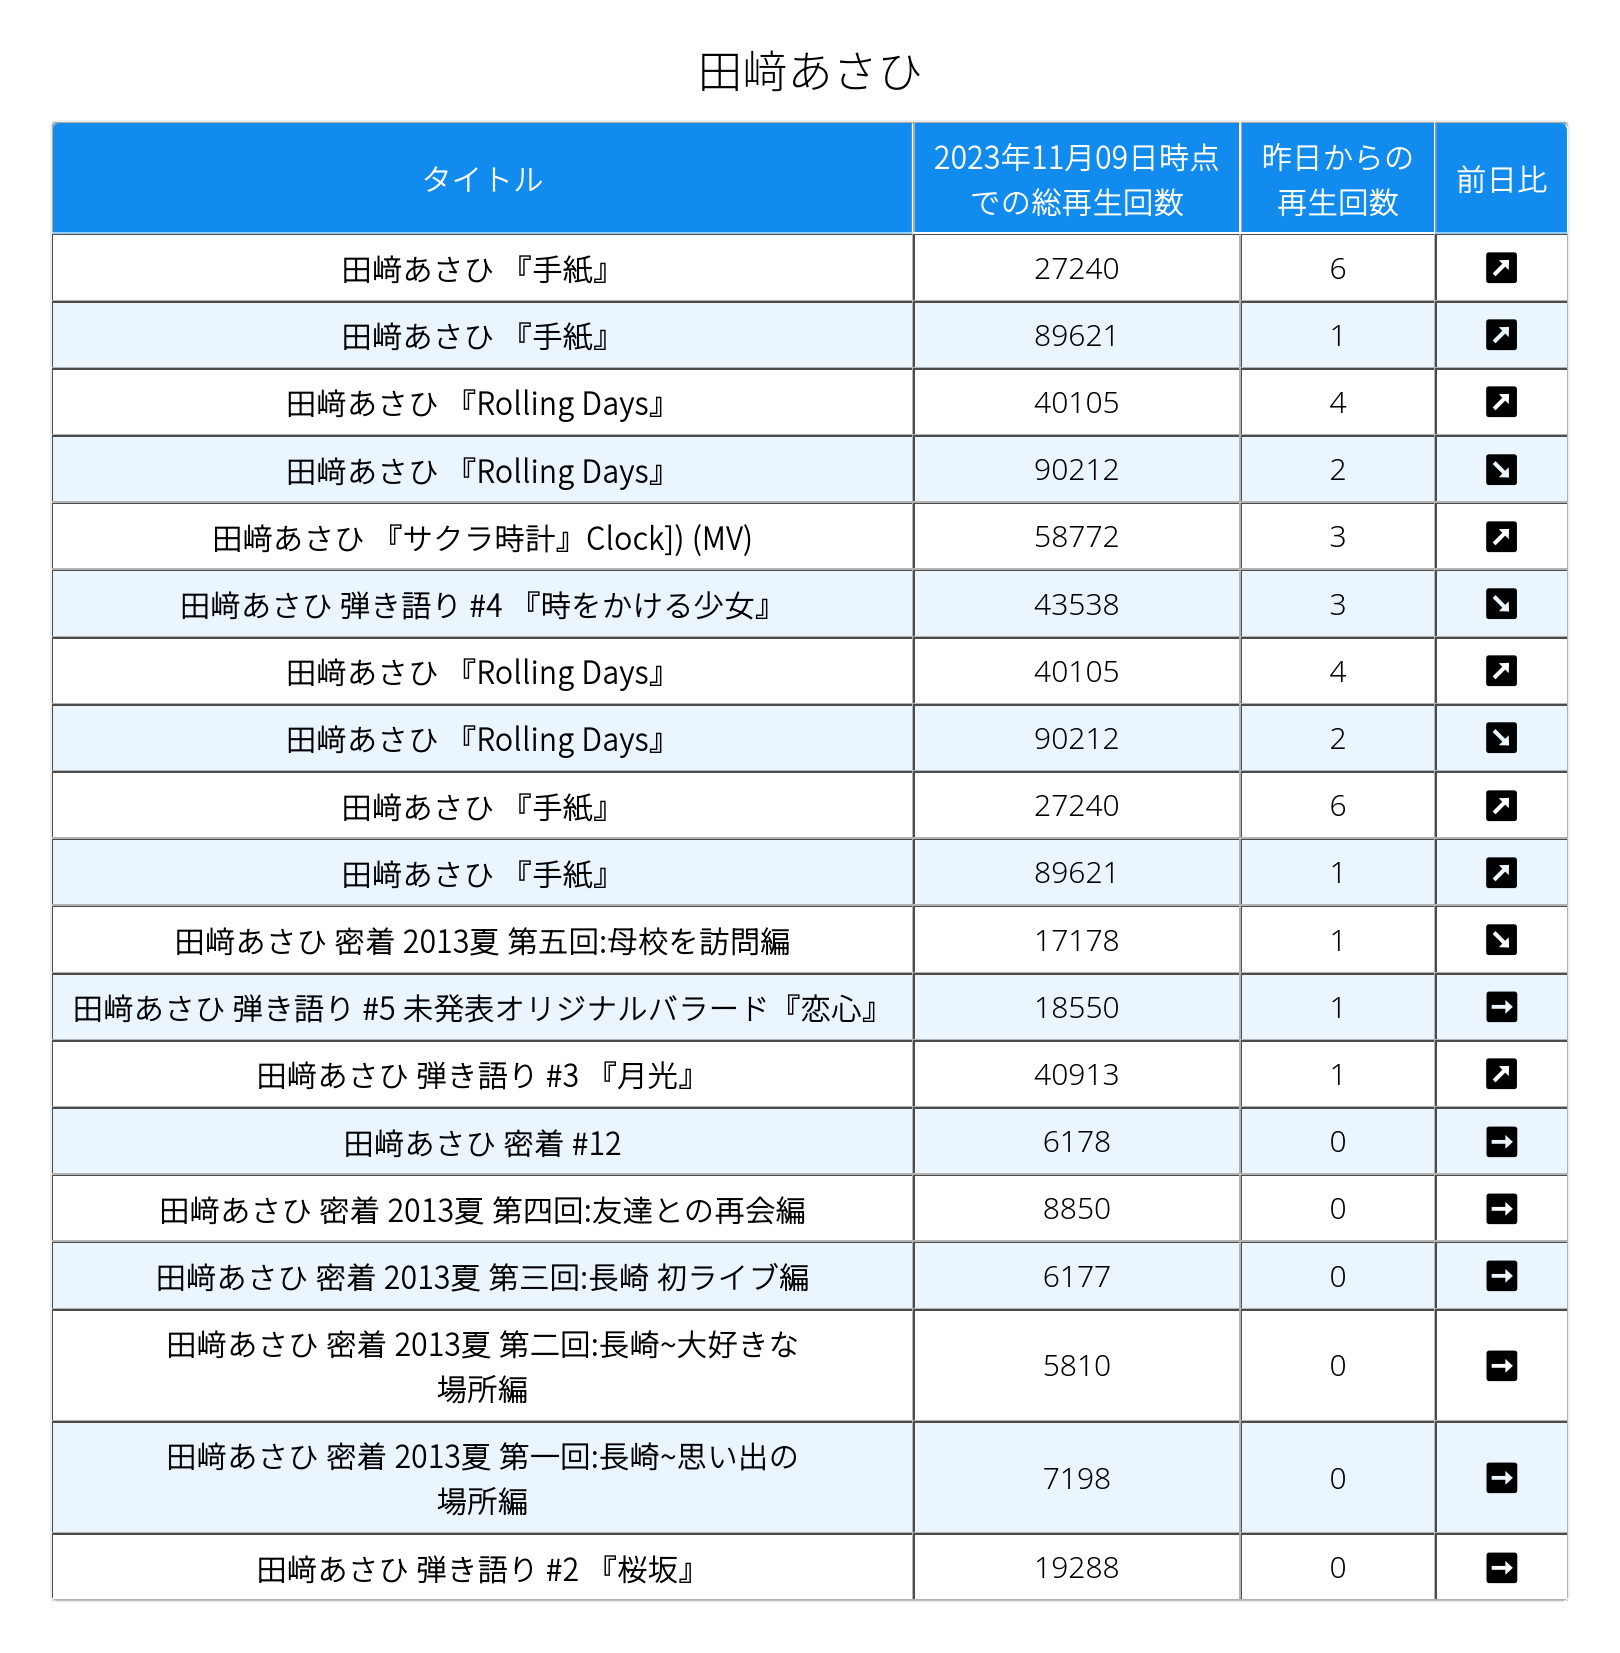 田﨑あさひ
タイトル
2023年11月09日時点
での総再生回数
昨日からの
再生回数
前日比
田﨑あさひ 『手紙』 27240 6 ↗
田﨑あさひ 『手紙』 89621 1 ↗
田﨑あさひ 『Rolling Days』 40105 4 ↗
田﨑あさひ 『Rolling Days』 90212 2 ↘
田﨑あさひ 『サクラ時計』Clock]) (MV) 58772 3 ↗
田﨑あさひ 弾き語り #4 『時をかける少女』 43538 3 ↘
田﨑あさひ 『Rolling Days』 40105 4 ↗
田﨑あさひ 『Rolling Days』 90212 2 ↘
田﨑あさひ 『手紙』 27240 6 ↗
田﨑あさひ 『手紙』 89621 1 ↗
田﨑あさひ 密着 2013夏 第五回:母校を訪問編 17178 1 ↘
田﨑あさひ 弾き語り #5 未発表オリジナルバラード『恋心』 18550 1 →
田﨑あさひ 弾き語り #3 『月光』 40913 1 ↗
田﨑あさひ 密着 #12 6178 0 →
田﨑あさひ 密着 2013夏 第四回:友達との再会編 8850 0 →
田﨑あさひ 密着 2013夏 第三回:長崎 初ライブ編 6177 0 →
田﨑あさひ 密着 2013夏 第二回:長崎~大好きな
場所編 5810 0 →
田﨑あさひ 密着 2013夏 第一回:長崎~思い出の
場所編 7198 0 →
田﨑あさひ 弾き語り #2 『桜坂』 19288 0 →